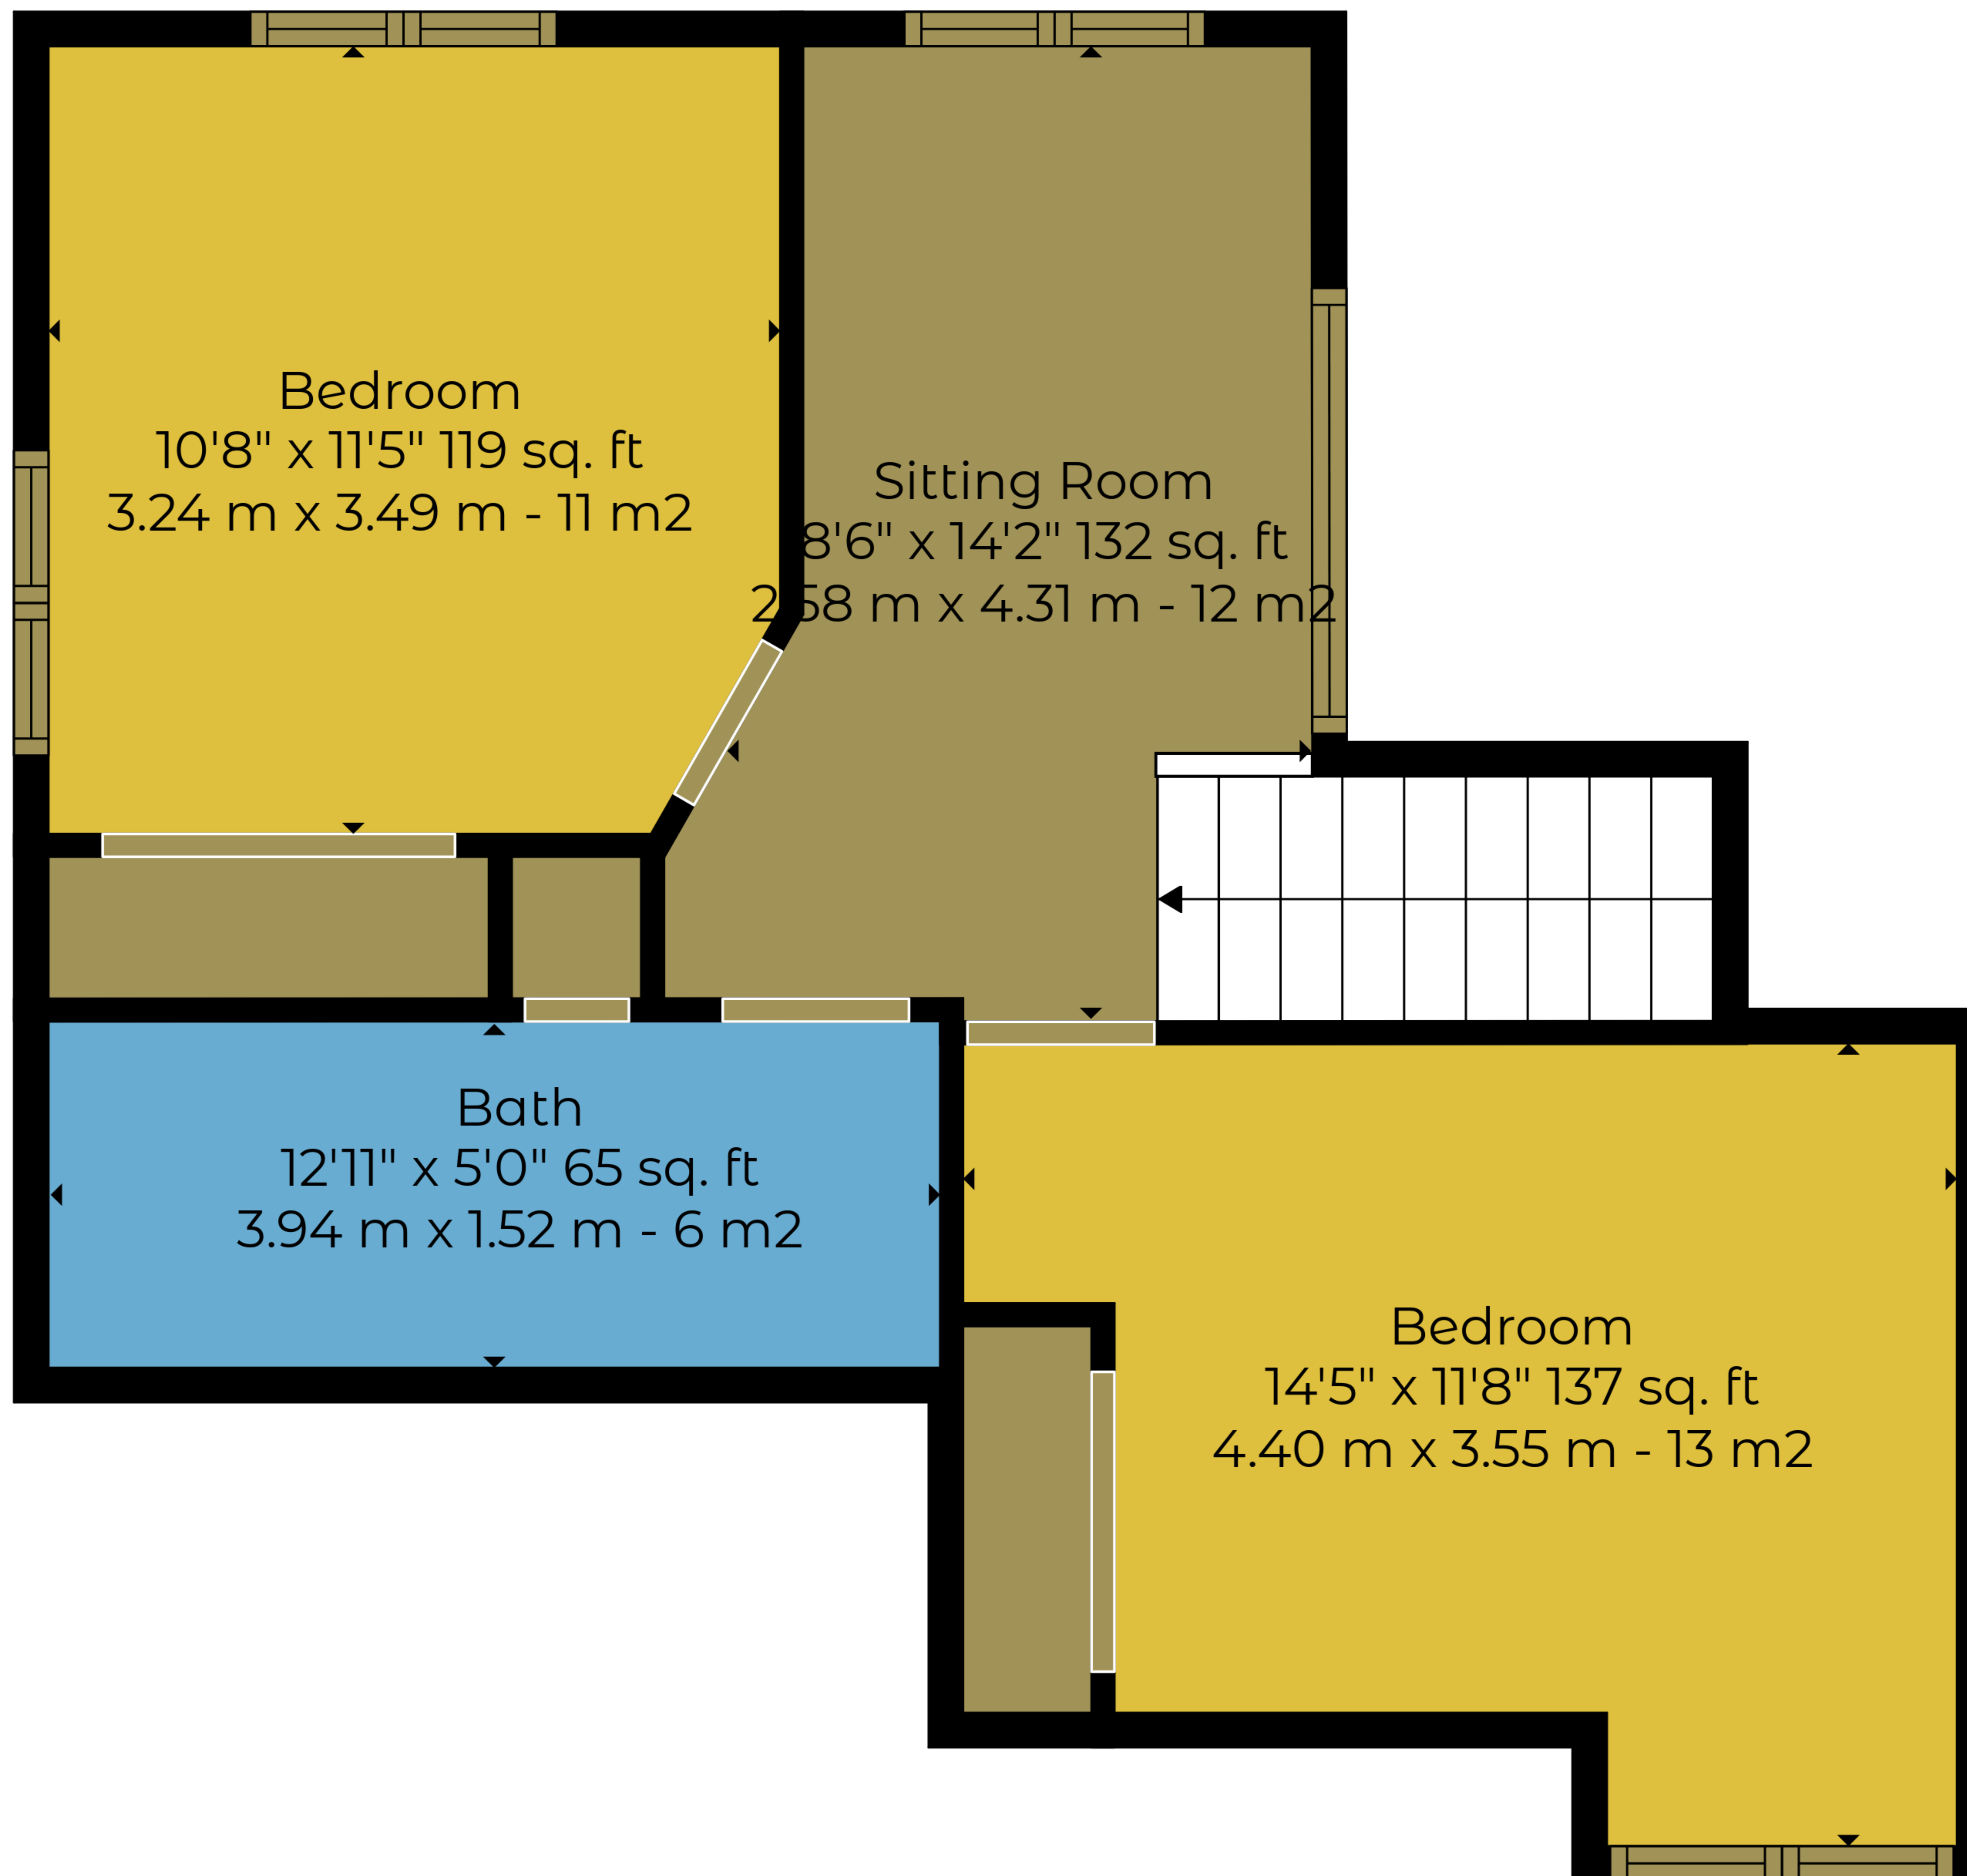 Bedroom
10'8" x 11'5" 119 sq. ft
3.24 m x 3.49 m - 11 m2
Sitting Room
8'6" x 14'2" 132 sq. ft
2.58 m x 4.31 m - 12 m2
Bath
12'11" x 5'0" 65 sq. ft
3.94 m x 1.52 m - 6 m2
Bedroom
14'5" x 11'8" 137 sq. ft
4.40 m x 3.55 m - 13 m2